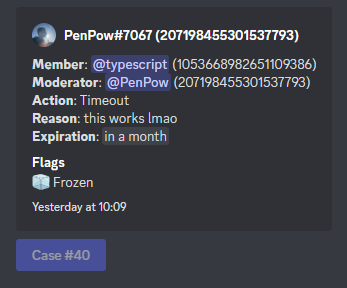 PenPow#7067 (207198455301537793)
Member: @typescript (1053668982651109386)
Moderator: @PenPow (207198455301537793)
Action: Timeout
Reason: this works lmao
Expiration: in a month
Flags
Frozen
Yesterday at 10:09
Case #40